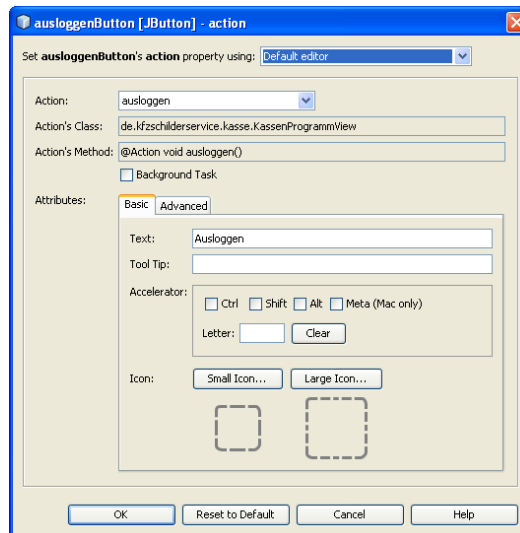 ausloggenButton [JButton] - action
Set ausloggenButton's action property using: Default editor
Action: ausloggen
Action's Class: de.kfzschilderservice.kasse.KassenProgrammView
Action's Method: @Action void ausloggen()
Background Task
Attributes: Basic Advanced
Text: Ausloggen
Tool Tip:
Accelerator: Ctrl Shift Alt Meta (Mac only)
Letter: Clear
Icon: Small Icon... Large Icon...
OK Reset to Default Cancel Help